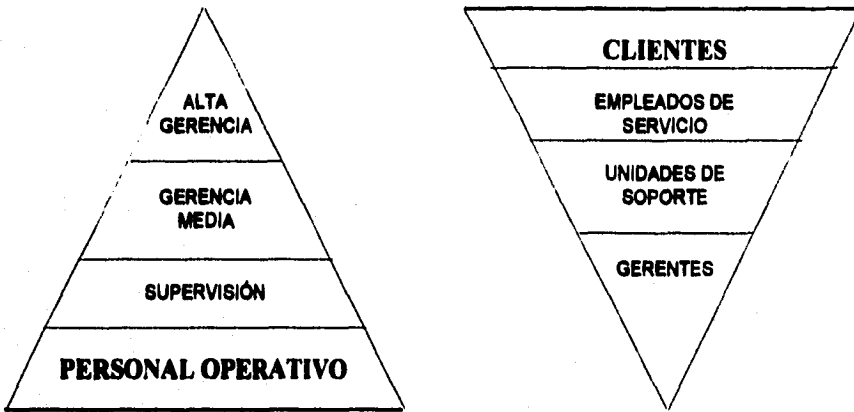 ALTA
GERENCIA
GERENCIA
MEDIA
SUPERVISIÓN
PERSONAL OPERATIVO
CLIENTES
EMPLEADOS DE
SERVICIO
UNIDADES DE
SOPORTE
GERENTES